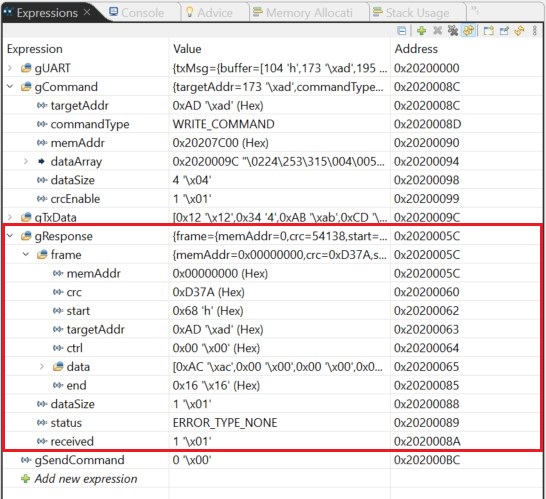 Expressions × Console Advice Memory Allocati Stack Usage
Expression Value Address
gUART {txMsg={buffer=[104 'h',173 '\xad',195 ... 0x20200000
gCommand {targetAddr=173 '\xad',commandType... 0x2020008C
targetAddr 0xAD '\xad' (Hex) 0x2020008C
commandType WRITE_COMMAND 0x2020008D
memAddr 0x20207C00 (Hex) 0x20200090
dataArray 0x2020009C "\0224\253\315\004\005... 0x20200094
dataSize 4 '\x04' 0x20200098
crcEnable 1 '\x01' 0x20200099
gTxData [0x12 '\x12',0x34 '4',0xAB '\xab',0xCD '\... 0x2020009C
gResponse {frame={memAddr=0,crc=54138,start=... 0x2020005C
frame {memAddr=0x00000000,crc=0xD37A,s... 0x2020005C
memAddr 0x00000000 (Hex) 0x2020005C
crc 0xD37A (Hex) 0x20200060
start 0x68 'h' (Hex) 0x20200062
targetAddr 0xAD '\xad' (Hex) 0x20200063
ctrl 0x00 '\x00' (Hex) 0x20200064
data [0xAC '\xac',0x00 '\x00',0x00 '\x00',0x0... 0x20200065
end 0x16 '\x16' (Hex) 0x20200085
dataSize 1 '\x01' 0x20200088
status ERROR_TYPE_NONE 0x20200089
received 1 '\x01' 0x2020008A
gSendCommand 0 '\x00' 0x202000BC
Add new expression